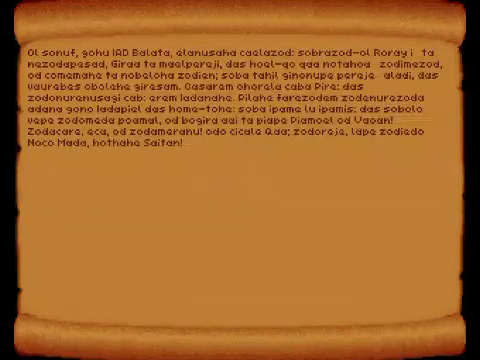 Ol sonuf, gohu IAD Balata, elanusaha caelazod: sobrazod-ol Roray i ta
nezodapesad, Giraa ta maelpereji, das hoel-qo qaa notahoa zodimezod,
od comemahe ta nobeloha zodien; soba tahil ginonupe pereje aladi, das
vaurebes obolehe giresam. Casarem ohorela caba Pire: das
zodonurenusagi cab: erem Iadanahe. Pilahe farezodem zodenurezoda
adana gono Iadapiel das home-tohe: soba ipame lu ipamis: das sobolo
vepe zodomeda poamal, od bogira aai ta piape Piamoel od Vaoan!
Zodacare, eca, od zodameranu! odo cicale Qaa; zodoreje, lape zodiedo
Noco Mada, hothahe Saitan!